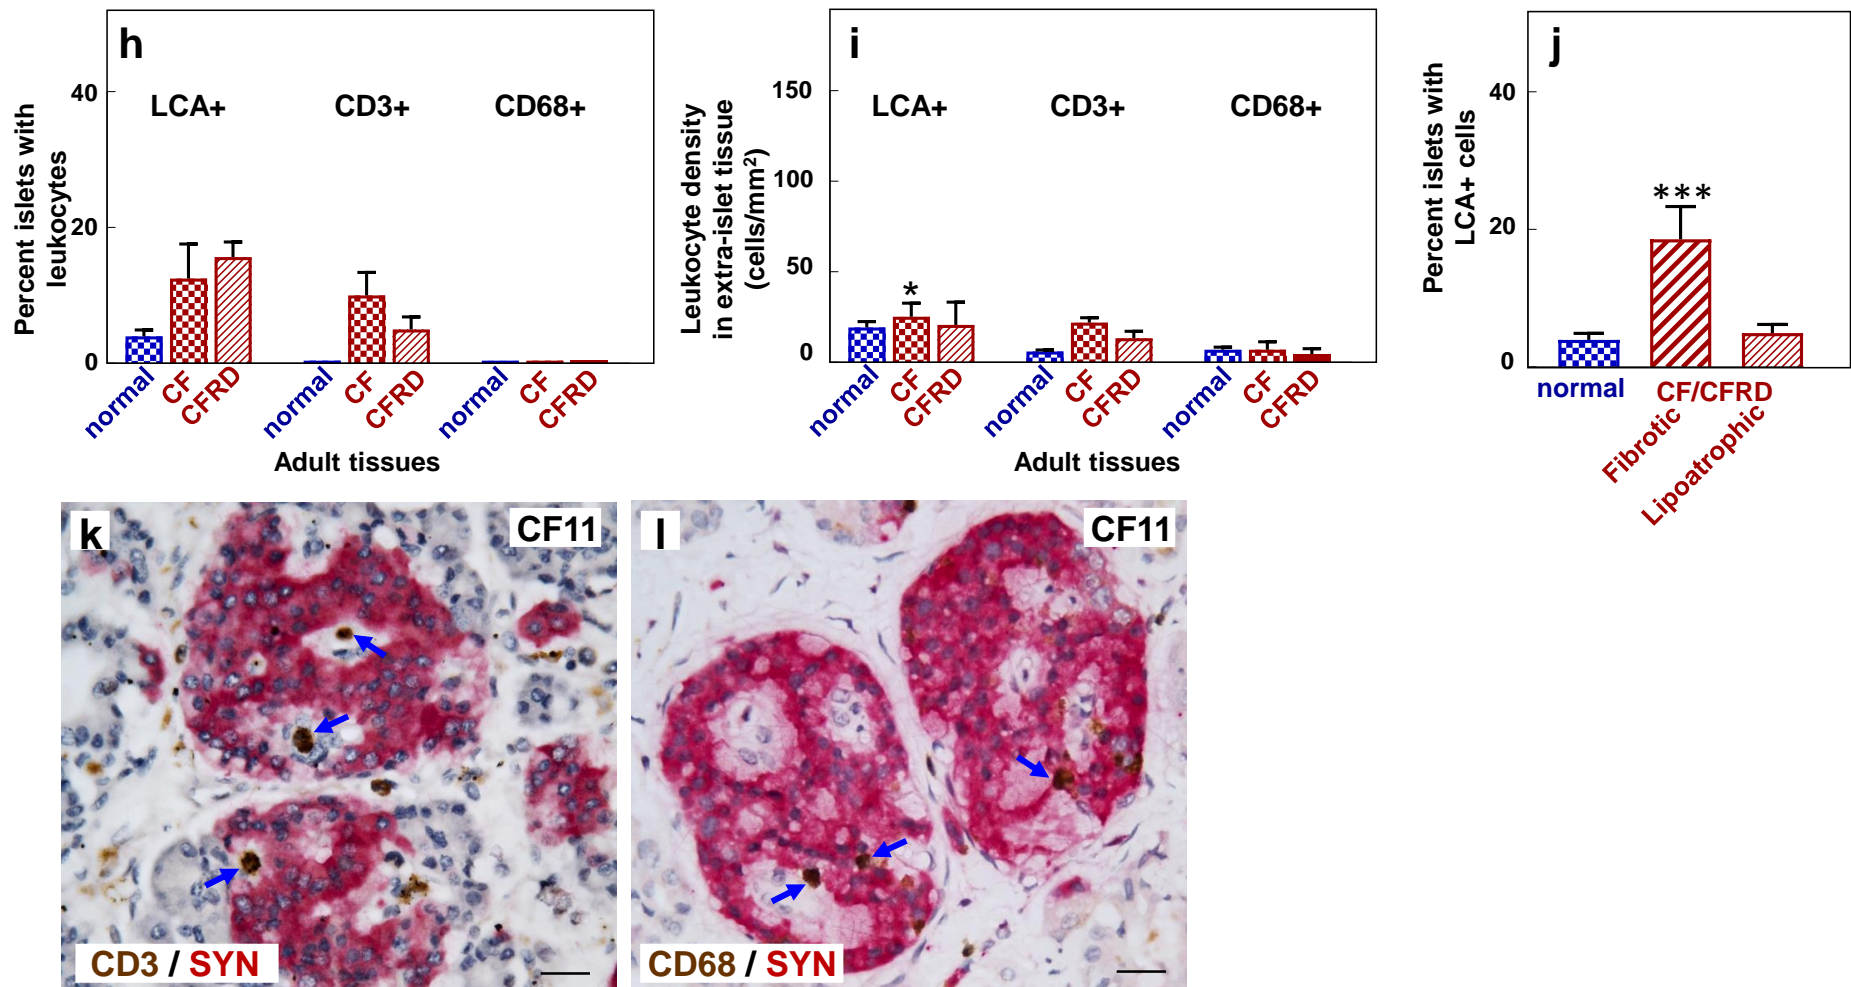 h
Percent islets with
leukocytes
40
20
0
LCA+
CD3+
CD68+
normal
CF
CFRD
normal
CF
CFRD
normal
CF
CFRD
Adult tissues
i
Leukocyte density
in extra-islet tissue
(cells/mm²)
150
100
50
0
LCA+
CD3+
CD68+
*
normal
CF
CFRD
normal
CF
CFRD
normal
CF
CFRD
Adult tissues
j
Percent islets with
LCA+ cells
40
20
0
***
normal
CF/CFRD
Fibrotic
Lipoatrophic
k
CF11
CD3 / SYN
l
CF11
CD68 / SYN